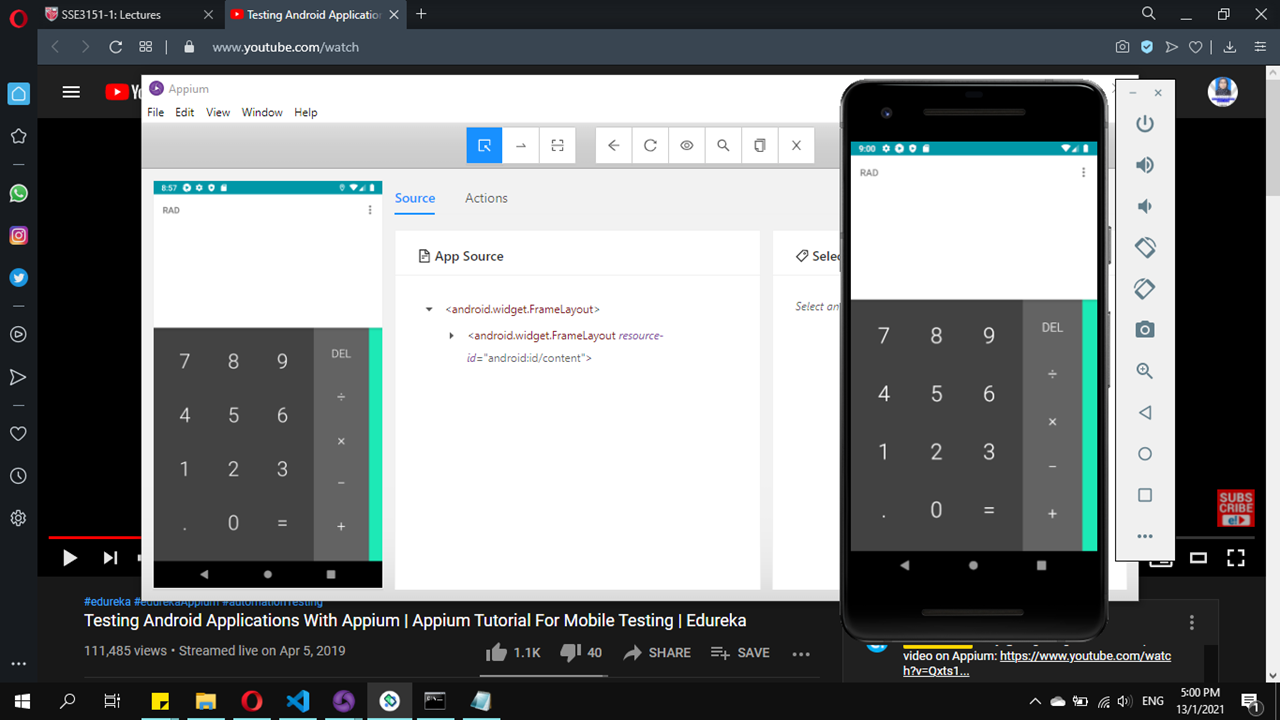 SSE3151-1: Lectures
Testing Android Application
www.youtube.com/watch
Appium
File Edit View Window Help
8:57
RAD
7 8 9 DEL
÷
4 5 6
×
1 2 3
−
. 0 = +
Source Actions
App Source
<android.widget.FrameLayout>
<android.widget.FrameLayout resource-
id="android:id/content">
Selec
Select an
9:00
RAD
7 8 9 DEL
÷
4 5 6
×
1 2 3
−
. 0 = +
SUBS
CRIBE
e!
#edureka #edurekaAppium #automationTesting
Testing Android Applications With Appium | Appium Tutorial For Mobile Testing | Edureka
111,485 views • Streamed live on Apr 5, 2019
1.1K 40 SHARE SAVE
video on Appium: https://www.youtube.com/watc
h?v=Qxts1...
ENG
5:00 PM
13/1/2021
1